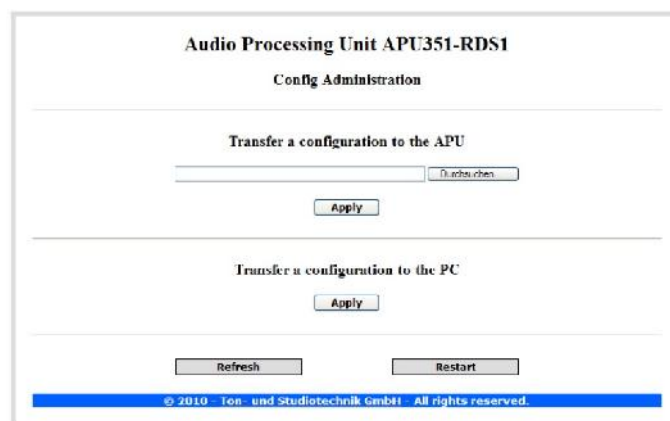 Audio Processing Unit APU351-RDS1
Config Administration
Transfer a configuration to the APU
Durchsuchen...
Apply
Transfer a configuration to the PC
Apply
Refresh Restart
© 2010 - Ton- und Studiotechnik GmbH - All rights reserved.